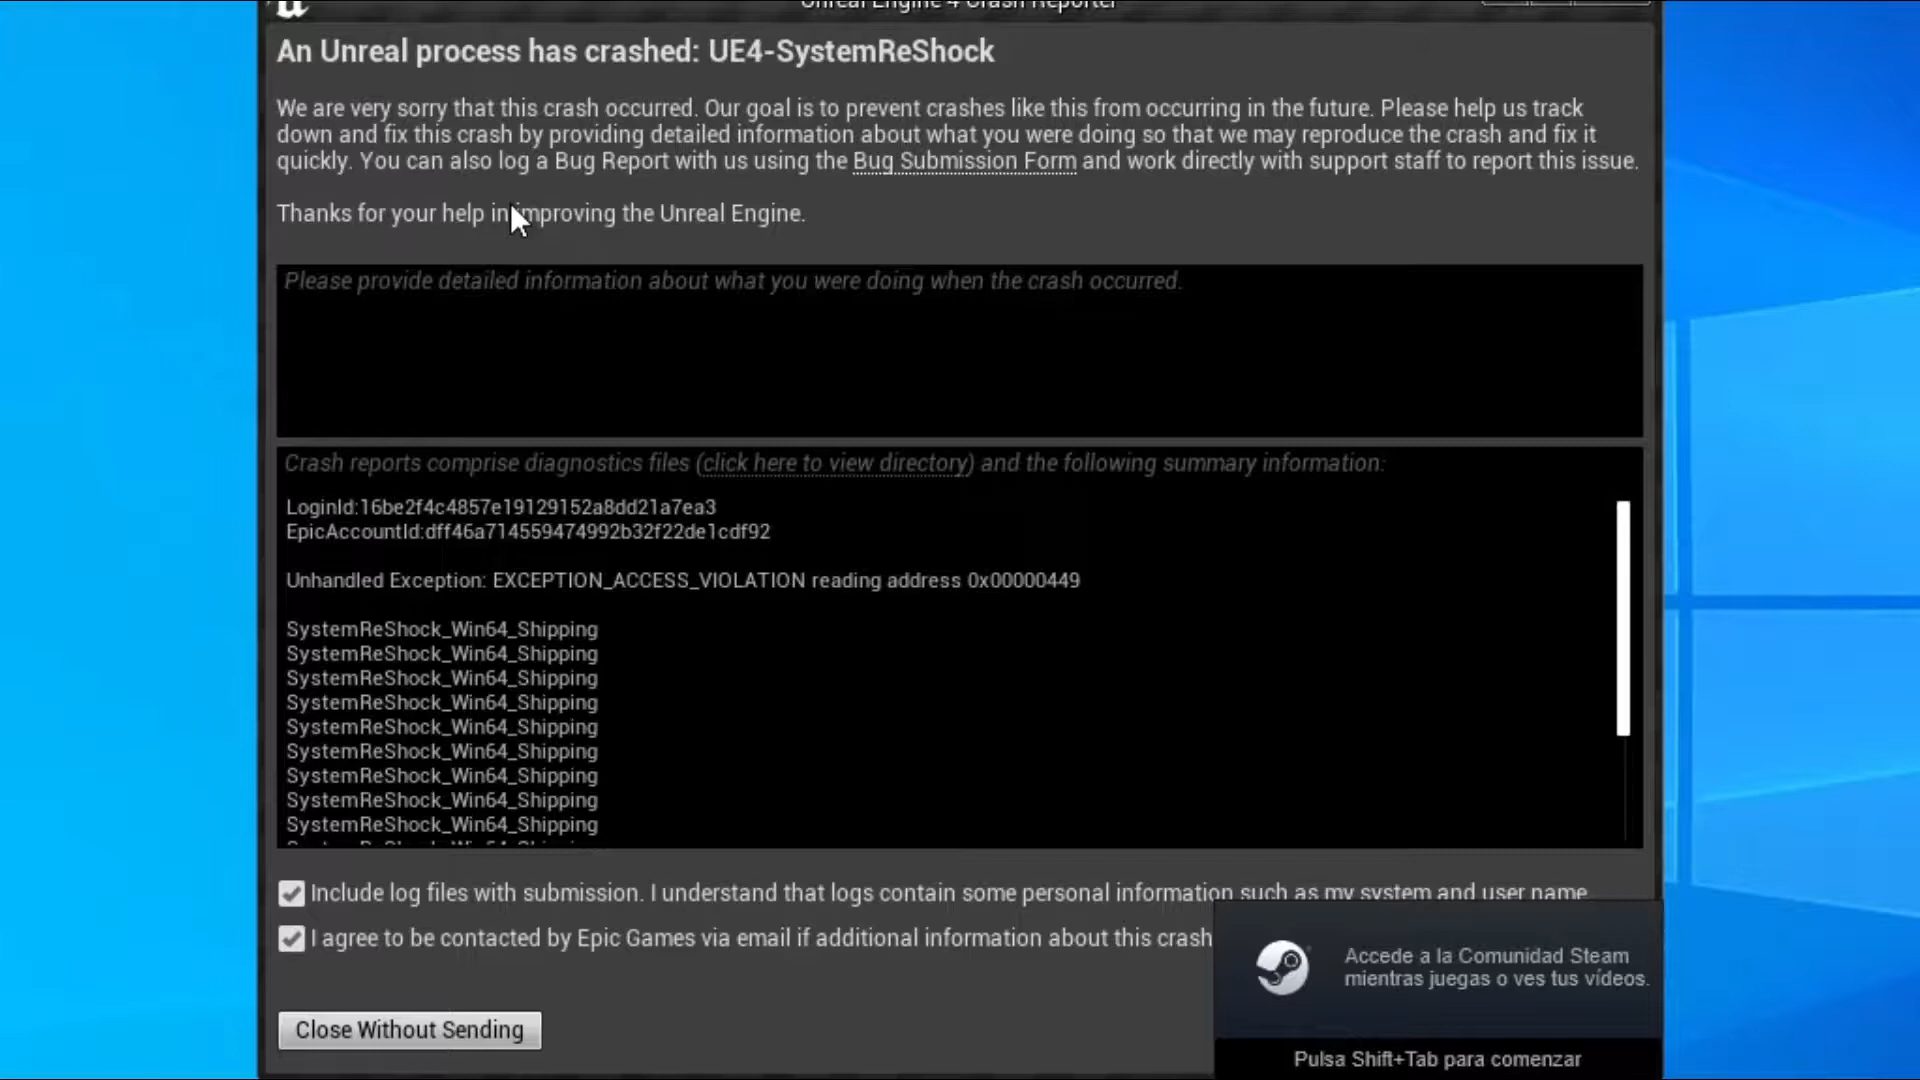 Unreal Engine 4 Crash Reporter
An Unreal process has crashed: UE4-SystemReShock
We are very sorry that this crash occurred. Our goal is to prevent crashes like this from occurring in the future. Please help us track
down and fix this crash by providing detailed information about what you were doing so that we may reproduce the crash and fix it
quickly. You can also log a Bug Report with us using the Bug Submission Form and work directly with support staff to report this issue.
Thanks for your help in improving the Unreal Engine.
Please provide detailed information about what you were doing when the crash occurred.
Crash reports comprise diagnostics files (click here to view directory) and the following summary information:
LoginId:16be2f4c4857e19129152a8dd21a7ea3
EpicAccountId:dff46a714559474992b32f22de1cdf92
Unhandled Exception: EXCEPTION_ACCESS_VIOLATION reading address 0x00000449
SystemReShock_Win64_Shipping
SystemReShock_Win64_Shipping
SystemReShock_Win64_Shipping
SystemReShock_Win64_Shipping
SystemReShock_Win64_Shipping
SystemReShock_Win64_Shipping
SystemReShock_Win64_Shipping
SystemReShock_Win64_Shipping
SystemReShock_Win64_Shipping
Include log files with submission. I understand that logs contain some personal information such as my system and user name.
I agree to be contacted by Epic Games via email if additional information about this crash
Accede a la Comunidad Steam
mientras juegas o ves tus vídeos.
Close Without Sending
Pulsa Shift+Tab para comenzar